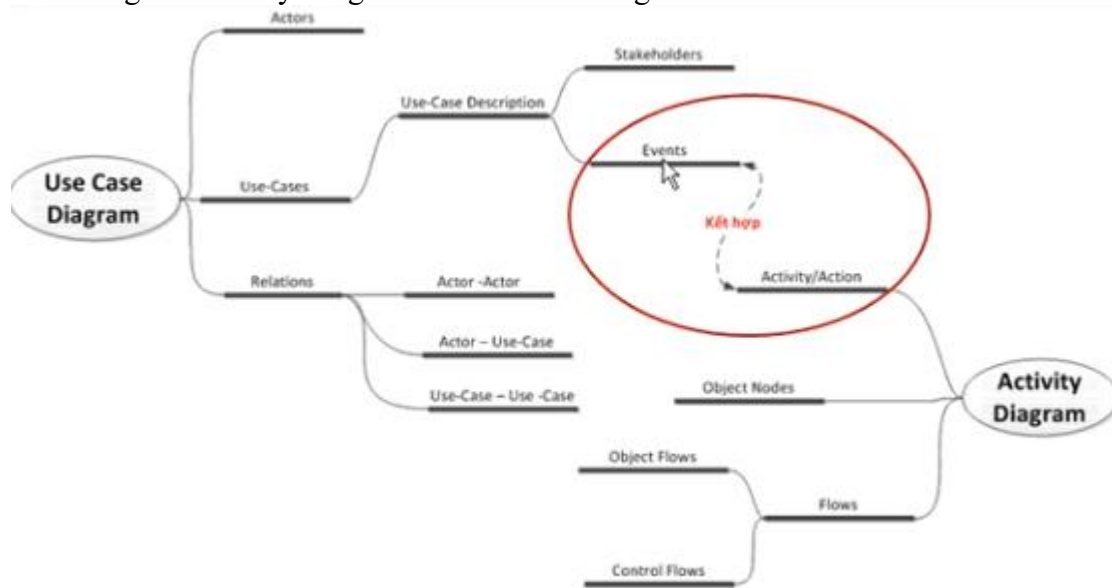 Actors
Stakeholders
Use-Case Description
Events
Use Case
Diagram
Use-Cases
Kết hợp
Relations
Actor -Actor
Activity/Action
Actor – Use-Case
Use-Case – Use -Case
Object Nodes
Activity
Diagram
Object Flows
Flows
Control Flows